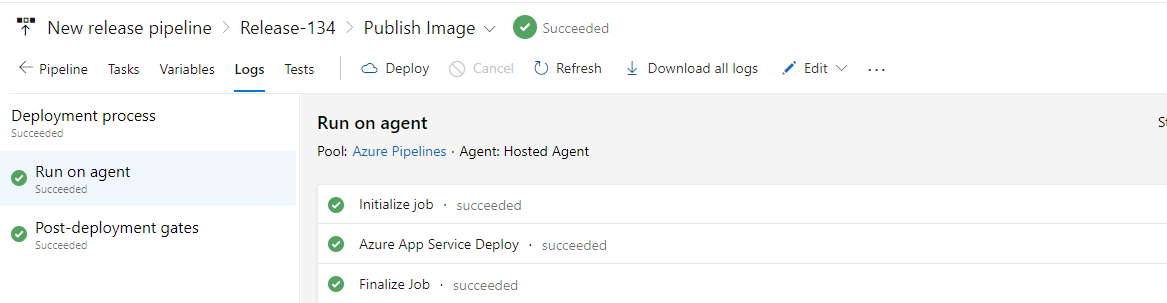 New release pipeline > Release-134 > Publish Image Succeeded
Pipeline Tasks Variables Logs Tests Deploy Cancel Refresh Download all logs Edit ...
Deployment process
Succeeded
Run on agent
Succeeded
Post-deployment gates
Succeeded
Run on agent
St
Pool: Azure Pipelines · Agent: Hosted Agent
Initialize job · succeeded
Azure App Service Deploy · succeeded
Finalize Job · succeeded